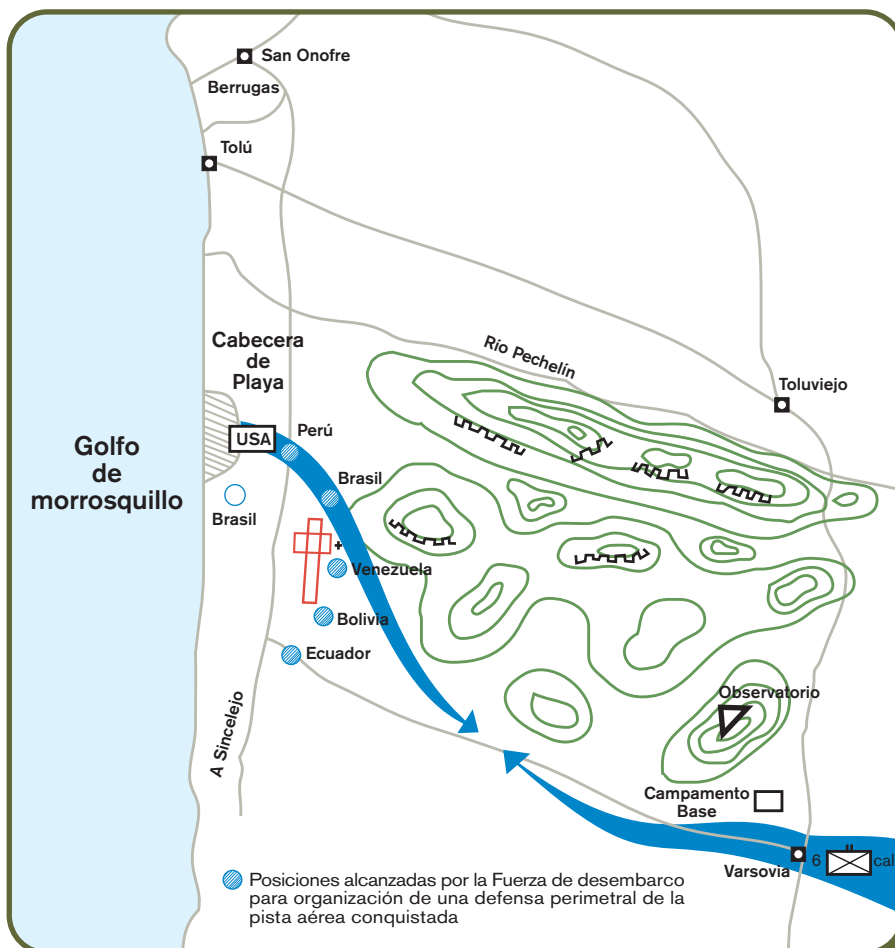 San Onofre
Berrugas
Tolú
Río Pechelín
Toluviejo
Cabecera
de
Playa
USA
Perú
Golfo
de
morrosquillo
Brasil
Brasil
Venezuela
Bolivia
Ecuador
A Sincelejo
Observatorio
Campamento
Base
Varsovia
6
cal
Posiciones alcanzadas por la Fuerza de desembarco
para organización de una defensa perimetral de la
pista aérea conquistada